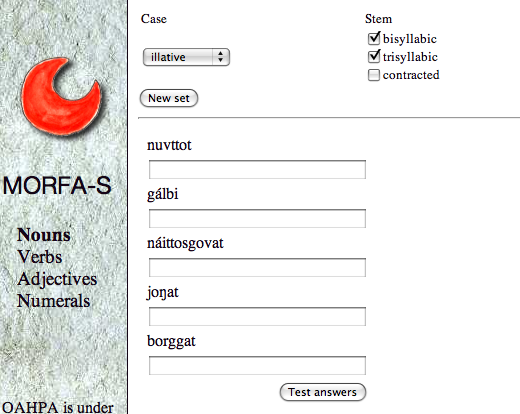 Case
Stem
illative
bisyllabic
trisyllabic
contracted
New set
MORFA-S
Nouns
Verbs
Adjectives
Numerals
OAHPA is under
nuvttot
gálbi
náittosgovat
joŋat
borggat
Test answers